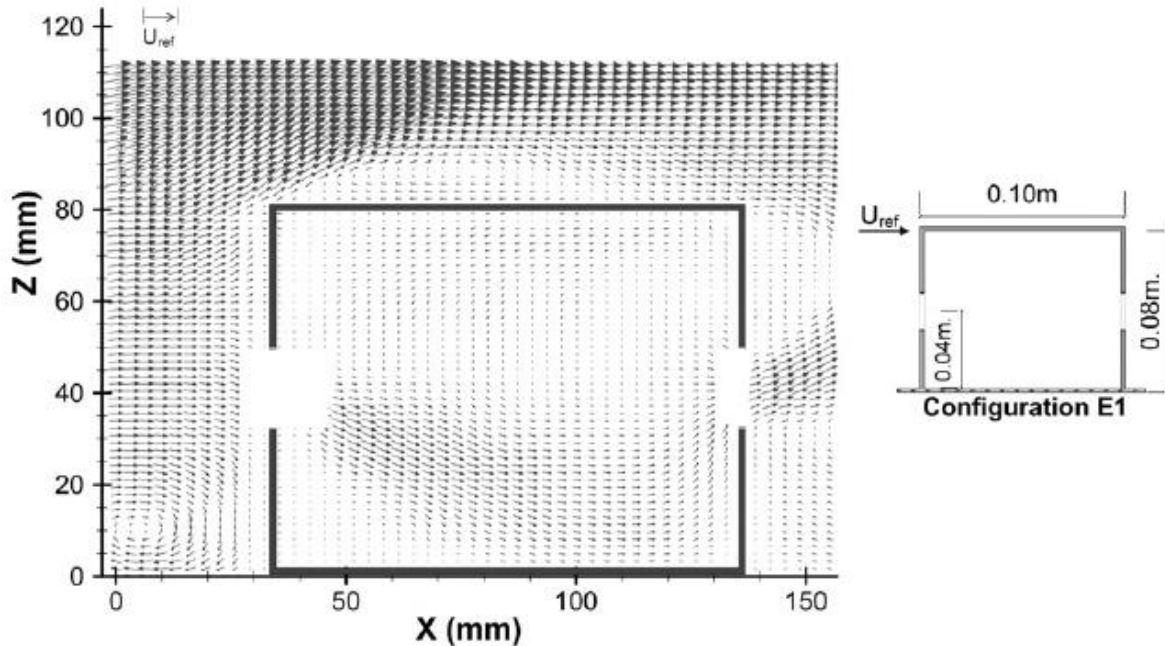 120
U_ref
100
80
60
40
20
0
Z (mm)
0 50 100 150
X (mm)
0.10m
U_ref
0.04m.
0.08m.
Configuration E1